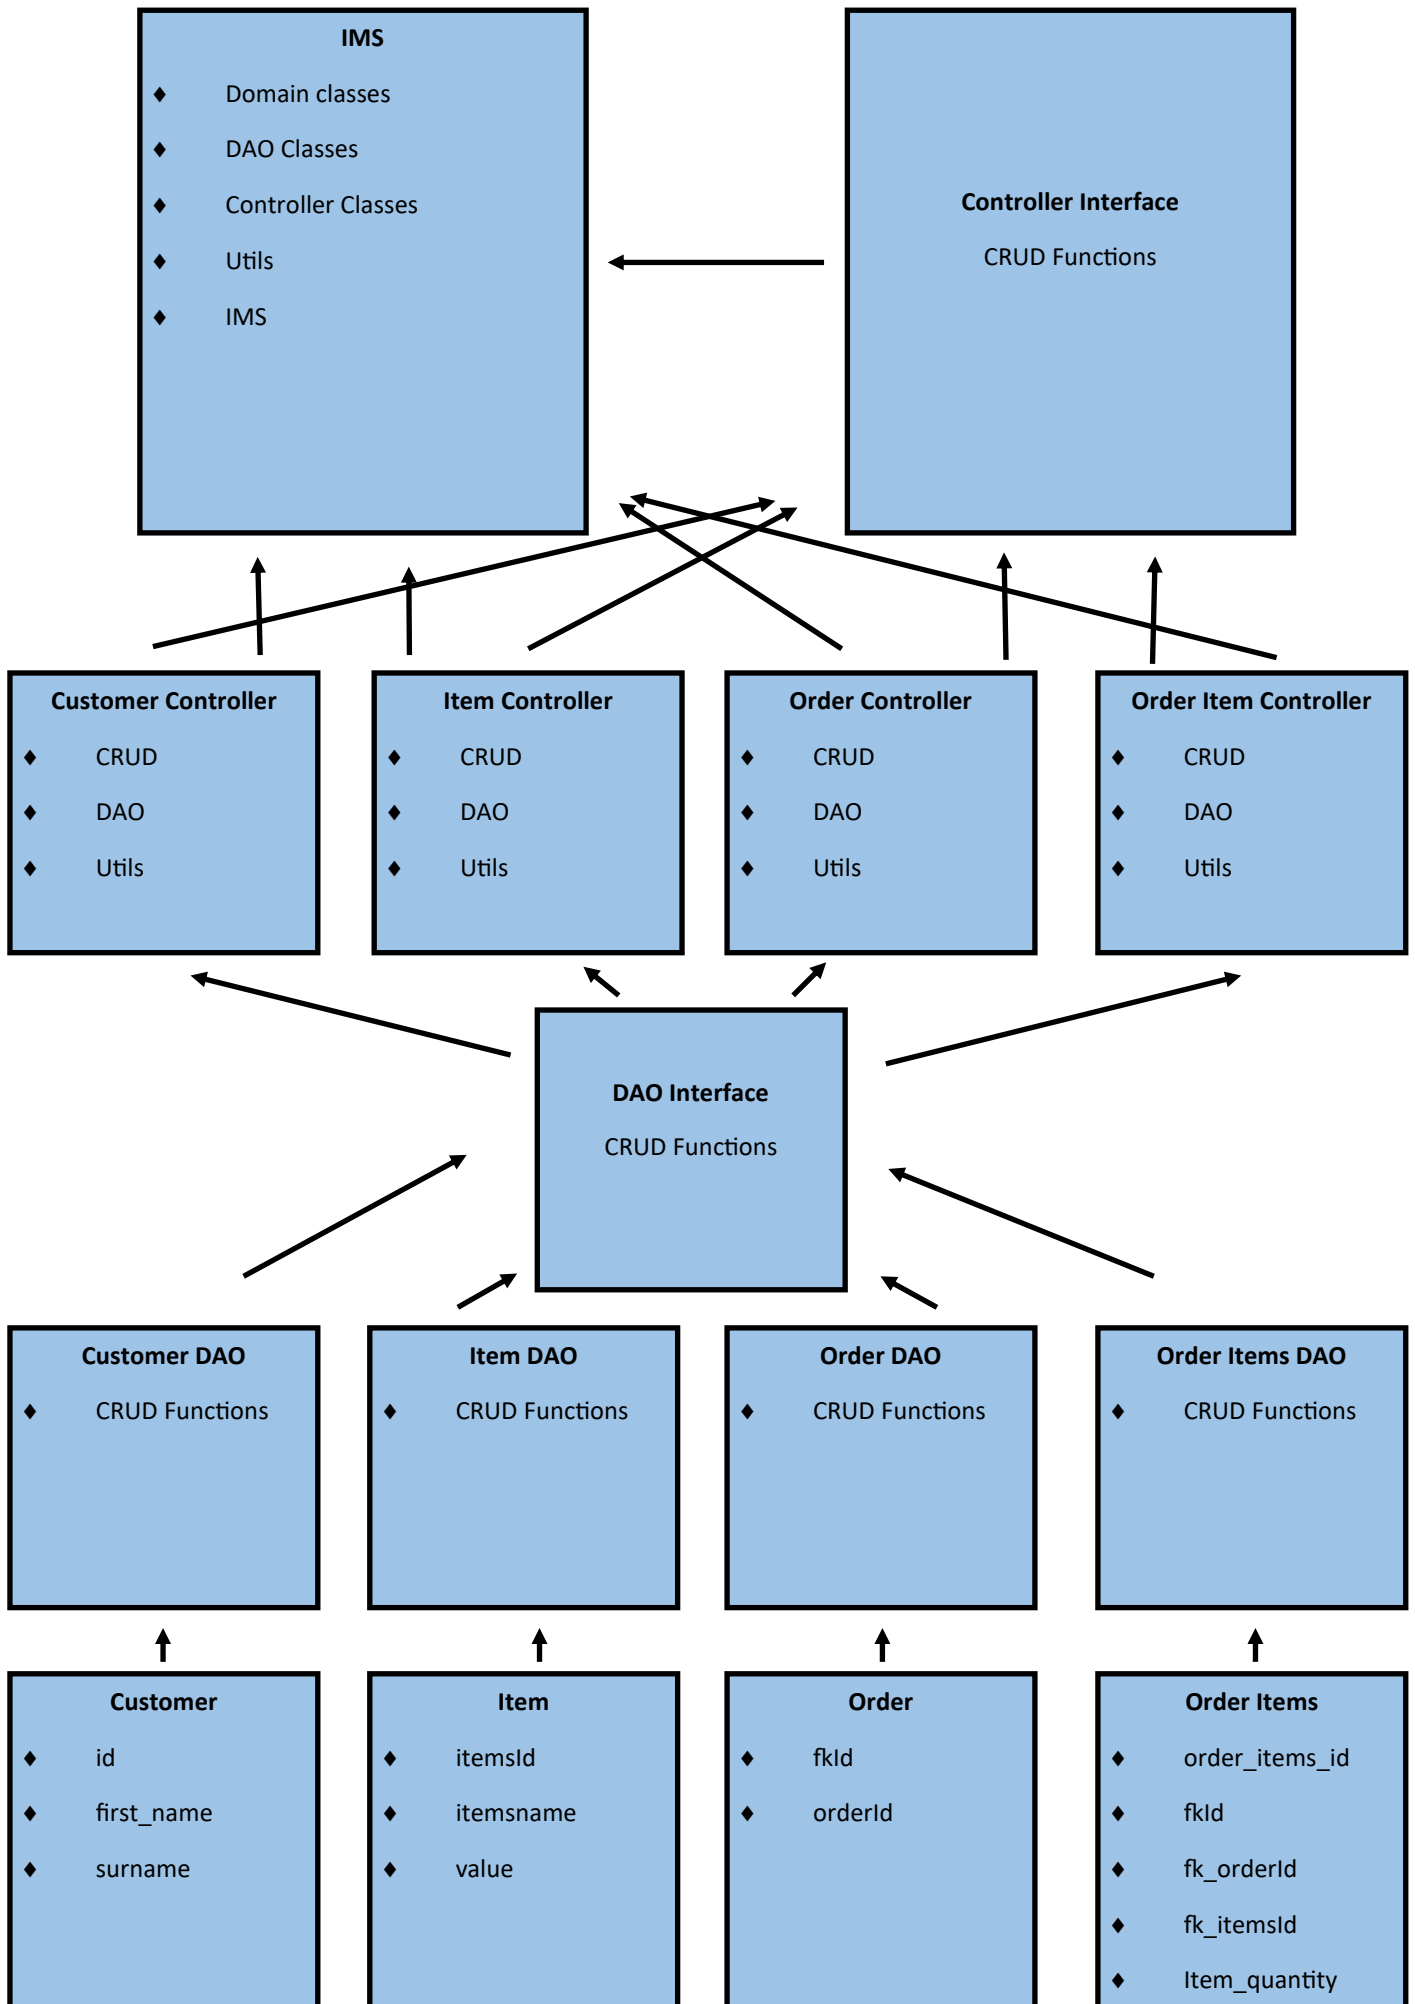 IMS
♦ Domain classes
♦ DAO Classes
♦ Controller Classes
♦ Utils
♦ IMS
Controller Interface
CRUD Functions
Customer Controller
♦ CRUD
♦ DAO
♦ Utils
Item Controller
♦ CRUD
♦ DAO
♦ Utils
Order Controller
♦ CRUD
♦ DAO
♦ Utils
Order Item Controller
♦ CRUD
♦ DAO
♦ Utils
DAO Interface
CRUD Functions
Customer DAO
♦ CRUD Functions
Item DAO
♦ CRUD Functions
Order DAO
♦ CRUD Functions
Order Items DAO
♦ CRUD Functions
Customer
♦ id
♦ first_name
♦ surname
Item
♦ itemsId
♦ itemsname
♦ value
Order
♦ fkId
♦ orderId
Order Items
♦ order_items_id
♦ fkId
♦ fk_orderId
♦ fk_itemsId
♦ Item_quantity